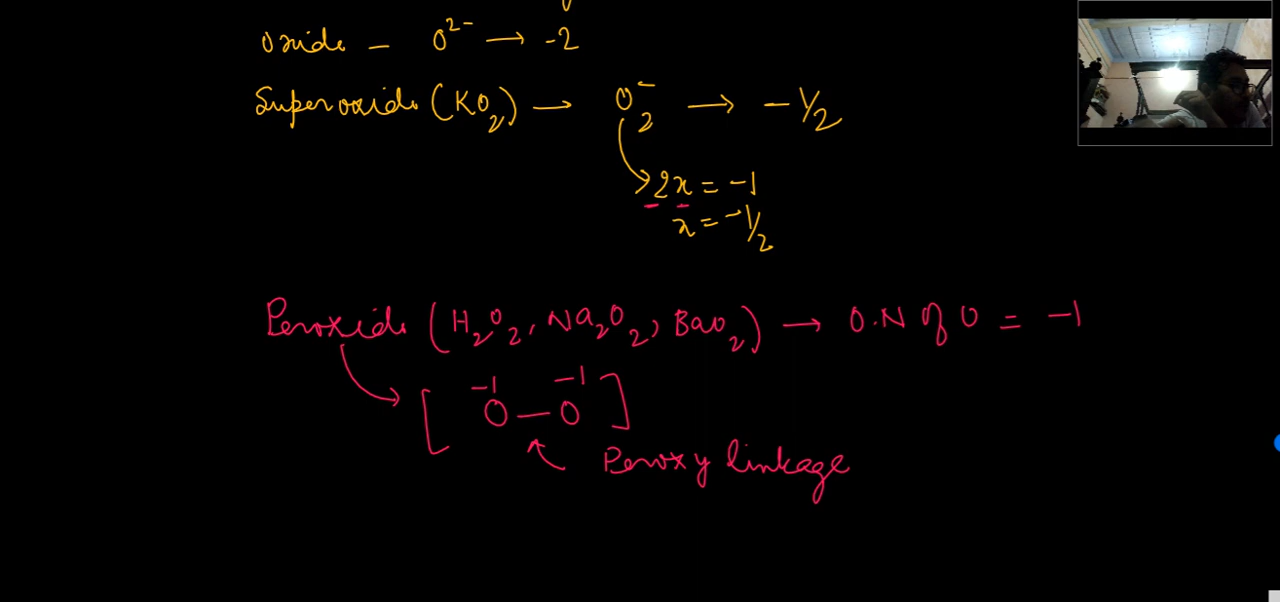 Oxide – O²⁻ → -2
Superoxide (KO₂) → O₂⁻ → -1/2
2x = -1
x = -1/2
Peroxide (H₂O₂, Na₂O₂, BaO₂) → O.N of O = -1
[ O⁻¹ – O⁻¹ ]
Peroxy linkage